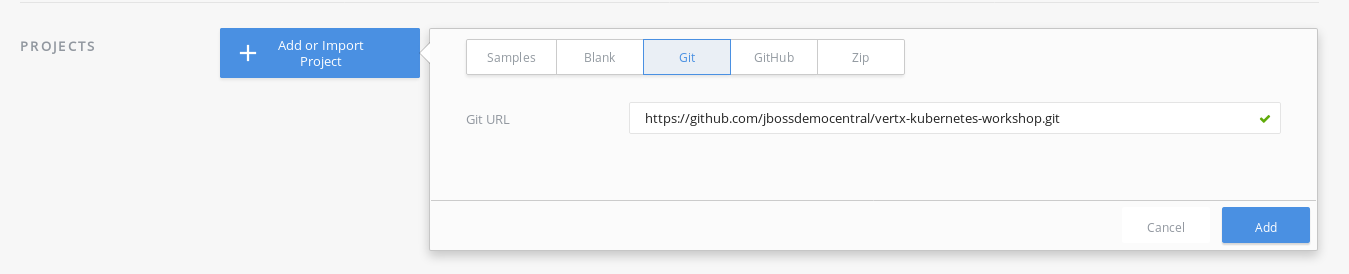 PROJECTS
Add or Import
Project
Samples
Blank
Git
GitHub
Zip
Git URL
https://github.com/jbossdemocentral/vertx-kubernetes-workshop.git
Cancel
Add